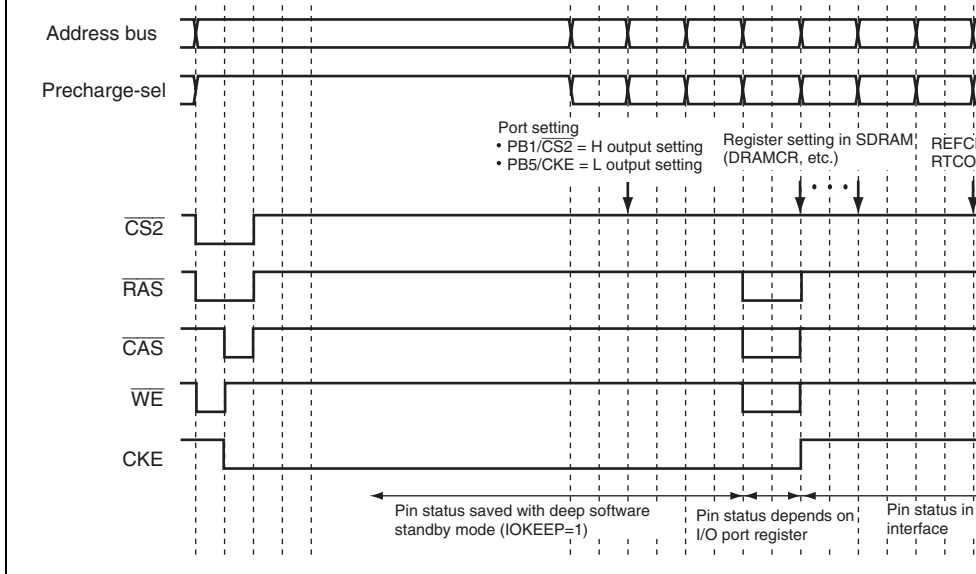 Address bus
Precharge-sel
Port setting
• PB1/CS2 = H output setting
• PB5/CKE = L output setting
Register setting in SDRAM
(DRAMCR, etc.)
CS2
RAS
CAS
WE
CKE
Pin status saved with deep software
standby mode (IOKEEP=1)
Pin status depends on
I/O port register
Pin status in
interface